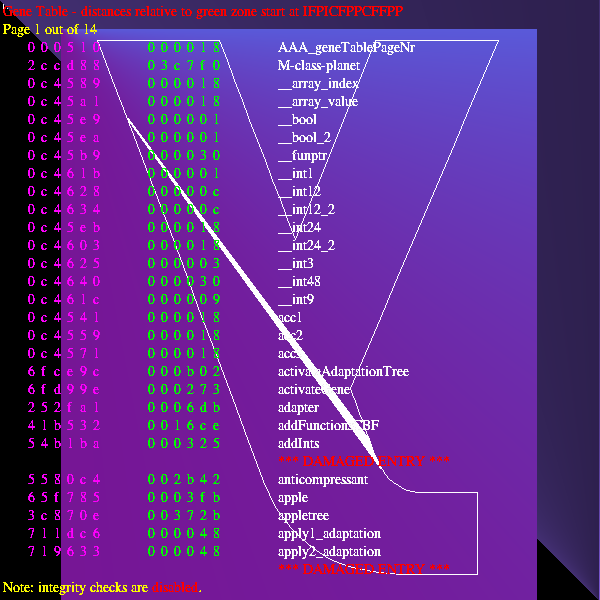 Gene Table - distances relative to green zone start at IFPICFPPCFFPP
Page 1 out of 14
0 0 0 5 1 0 0 0 0 0 1 8 AAA_geneTablePageNr
2 c c d 8 8 0 3 c 7 f 0 M-class-planet
0 c 4 5 8 9 0 0 0 0 1 8 __array_index
0 c 4 5 a 1 0 0 0 0 1 8 __array_value
0 c 4 5 e 9 0 0 0 0 0 1 __bool
0 c 4 5 e a 0 0 0 0 0 1 __bool_2
0 c 4 5 b 9 0 0 0 0 3 0 __funptr
0 c 4 6 1 b 0 0 0 0 0 1 __int1
0 c 4 6 2 8 0 0 0 0 0 c __int12
0 c 4 6 3 4 0 0 0 0 0 c __int12_2
0 c 4 5 e b 0 0 0 0 1 8 __int24
0 c 4 6 0 3 0 0 0 0 1 8 __int24_2
0 c 4 6 2 5 0 0 0 0 0 3 __int3
0 c 4 6 4 0 0 0 0 0 3 0 __int48
0 c 4 6 1 c 0 0 0 0 0 9 __int9
0 c 4 5 4 1 0 0 0 0 1 8 acc1
0 c 4 5 5 9 0 0 0 0 1 8 acc2
0 c 4 5 7 1 0 0 0 0 1 8 acc3
6 f c e 9 c 0 0 0 b 0 2 activateAdaptationTree
6 f d 9 9 e 0 0 0 2 7 3 activateGene
2 5 2 f a 1 0 0 0 6 d b adapter
4 1 b 5 3 2 0 0 1 6 c e addFunctionsCBF
5 4 b 1 b a 0 0 0 3 2 5 addInts
*** DAMAGED ENTRY ***
5 5 8 0 c 4 0 0 2 b 4 2 anticompressant
6 5 f 7 8 5 0 0 0 3 f b apple
3 c 8 7 0 e 0 0 3 7 2 b appletree
7 1 1 d c 6 0 0 0 0 4 8 apply1_adaptation
7 1 9 6 3 3 0 0 0 0 4 8 apply2_adaptation
*** DAMAGED ENTRY ***
Note: integrity checks are disabled.